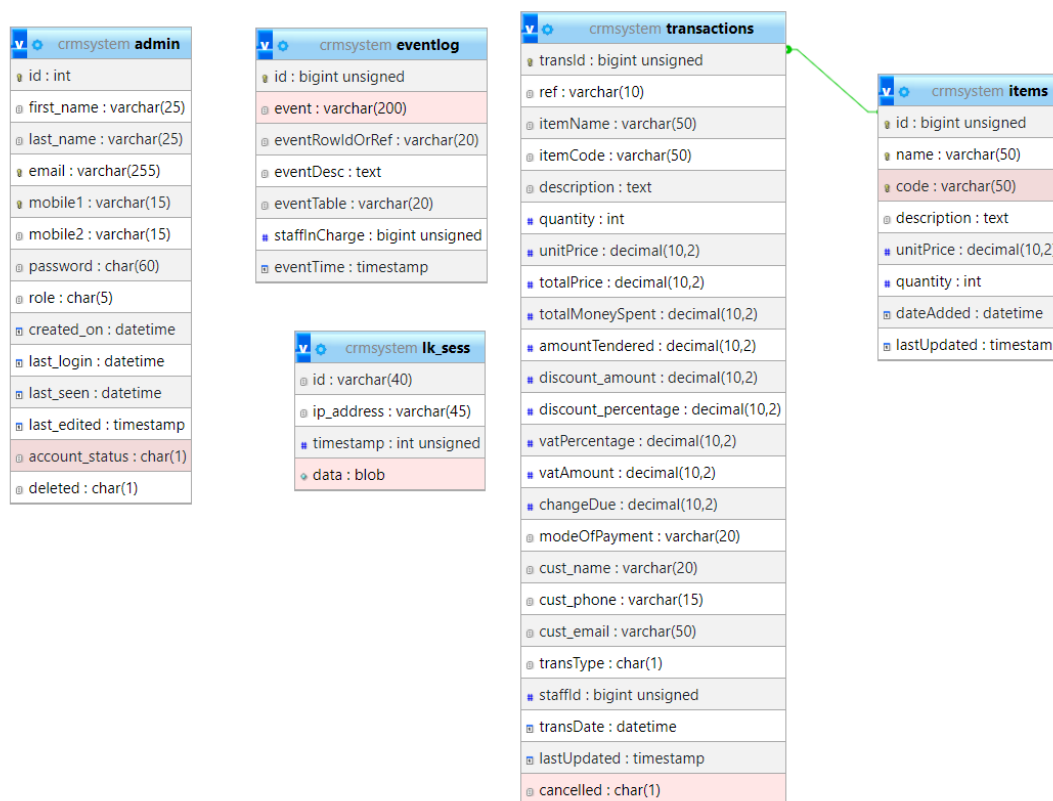 crmsystem admin
id : int
first_name : varchar(25)
last_name : varchar(25)
email : varchar(255)
mobile1 : varchar(15)
mobile2 : varchar(15)
password : char(60)
role : char(5)
created_on : datetime
last_login : datetime
last_seen : datetime
last_edited : timestamp
account_status : char(1)
deleted : char(1)
crmsystem eventlog
id : bigint unsigned
event : varchar(200)
eventRowIdOrRef : varchar(20)
eventDesc : text
eventTable : varchar(20)
staffInCharge : bigint unsigned
eventTime : timestamp
crmsystem lk_sess
id : varchar(40)
ip_address : varchar(45)
timestamp : int unsigned
data : blob
crmsystem transactions
transId : bigint unsigned
ref : varchar(10)
itemName : varchar(50)
itemCode : varchar(50)
description : text
quantity : int
unitPrice : decimal(10,2)
totalPrice : decimal(10,2)
totalMoneySpent : decimal(10,2)
amountTendered : decimal(10,2)
discount_amount : decimal(10,2)
discount_percentage : decimal(10,2)
vatPercentage : decimal(10,2)
vatAmount : decimal(10,2)
changeDue : decimal(10,2)
modeOfPayment : varchar(20)
cust_name : varchar(20)
cust_phone : varchar(15)
cust_email : varchar(50)
transType : char(1)
staffId : bigint unsigned
transDate : datetime
lastUpdated : timestamp
cancelled : char(1)
crmsystem items
id : bigint unsigned
name : varchar(50)
code : varchar(50)
description : text
unitPrice : decimal(10,2
quantity : int
dateAdded : datetime
lastUpdated : timestam